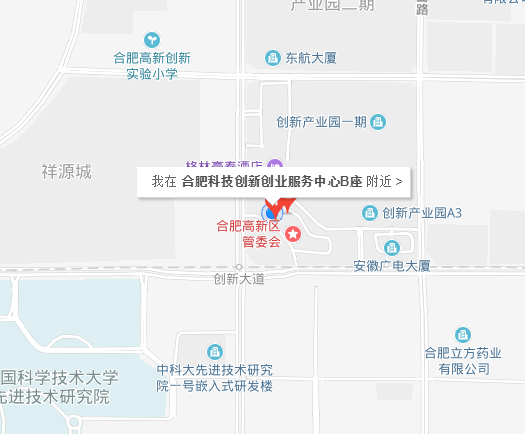 产业园二期
路
合肥高新创新
实验小学
东航大厦
创新产业园一期
祥源城
格林豪泰酒店
我在 合肥科技创新创业服务中心B座 附近 >
创新产业园A3
合肥高新区
管委会
安徽广电大厦
创新大道
合肥立方药业
有限公司
中科大先进技术研究
院一号嵌入式研发楼
国科学技术大学
先进技术研究院